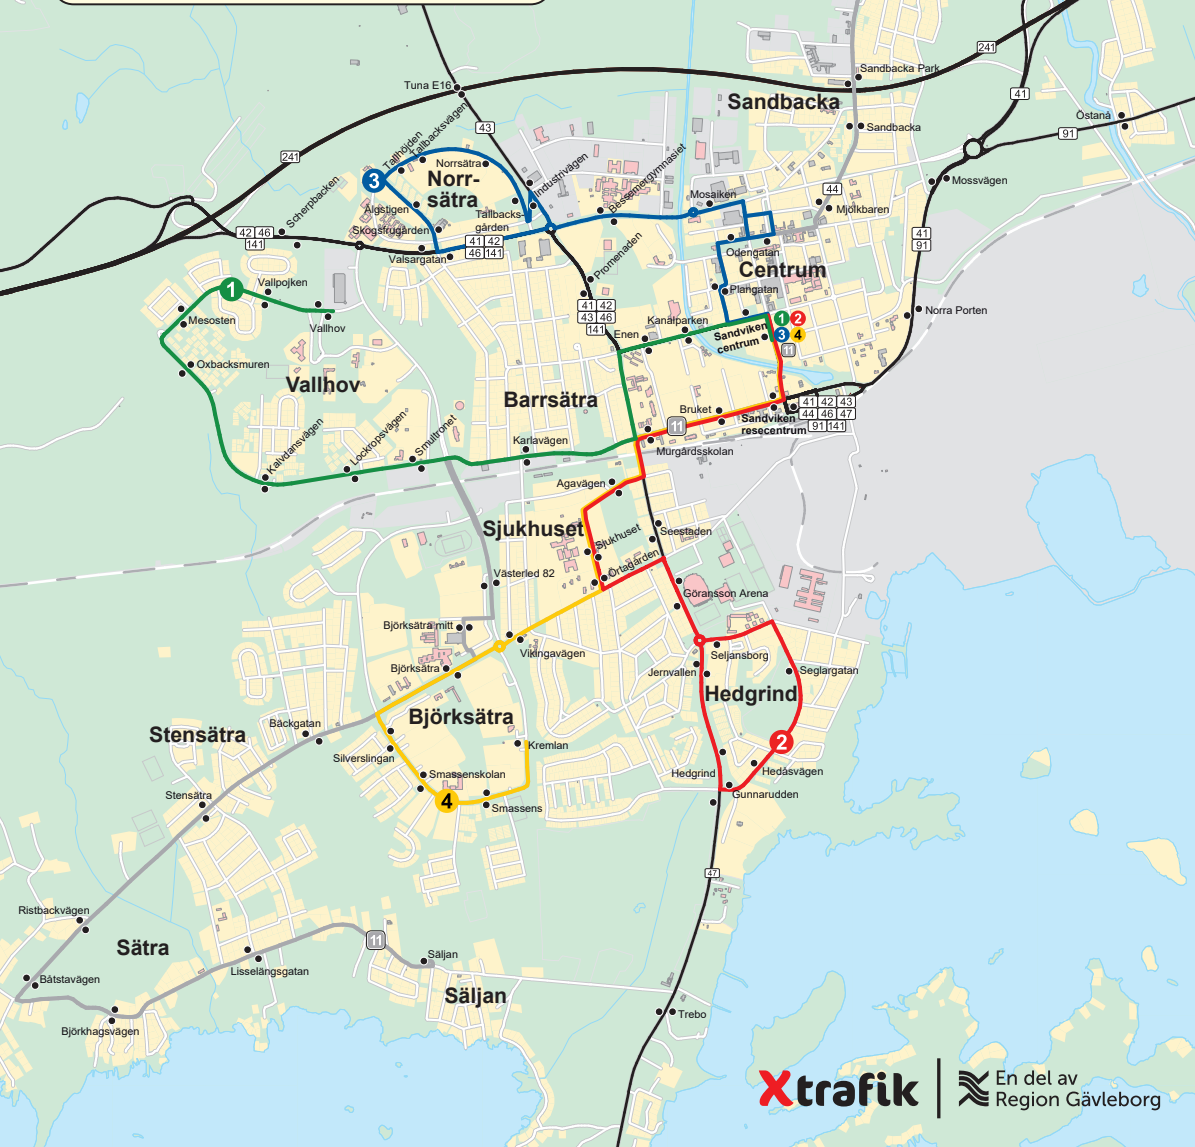 241
Sandbacka Park
Tuna E16
41
Sandbacka
Östanå
43
91
Sandbacka
241
Tallhöjden
Tallbacksvägen
Norrsätra
Industrivägen
Bessemergymnasiet
3
Norr-
sätra
Mossvägen
Scherpbacken
Mosaiken
44
Älgstigen
Tallbacks-
gården
Mjölkbaren
Skogsfrugården
42 46
141
41 42
46 141
41
91
Valsargatan
Odengatan
Promenaden
Centrum
Vallpojken
1
Plangatan
Mesosten
Vallhov
41 42
43 46
141
Kanalparken
Enen
Sandviken
centrum
1 2
3 4
11
Norra Porten
Oxbacksmuren
Vallhov
Barrsätra
Bruket
11
Sandviken
resecentrum
41 42 43
44 46 47
91 141
Kalvdansvägen
Lockropsvägen
Smultronet
Karlavägen
Murgårdsskolan
Agavägen
Sjukhuset
Sjukhuset
Seestaden
Örtagården
Västerled 82
Göransson Arena
Björksätra mitt
Vikingavägen
Seljansborg
Björksätra
Jernvallen
Seglargatan
Hedgrind
Björksätra
Bäckgatan
Stensätra
Kremlan
2
Silverslingan
Smassenskolan
Hedgrind
Hedåsvägen
Stensätra
4
Smassens
Gunnarudden
47
Ristbackvägen
Sätra
11
Säljan
Lisselängsgatan
Båtstavägen
Säljan
Björkhagsvägen
Trebo
Xtrafik
En del av
Region Gävleborg